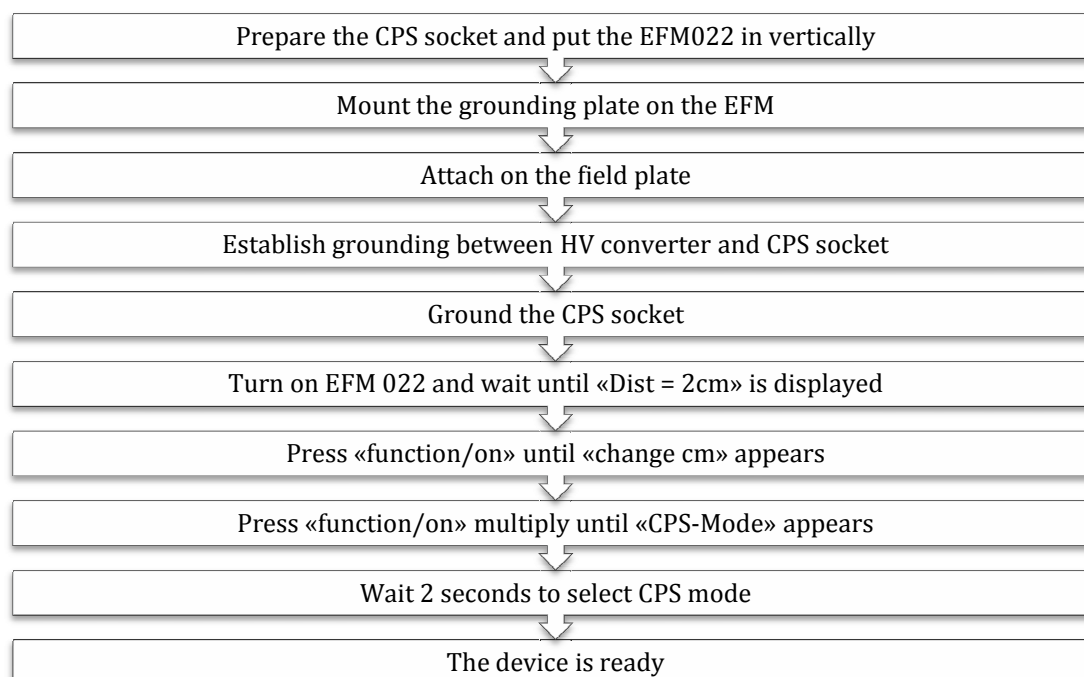 Prepare the CPS socket and put the EFM022 in vertically
Mount the grounding plate on the EFM
Attach on the field plate
Establish grounding between HV converter and CPS socket
Ground the CPS socket
Turn on EFM 022 and wait until «Dist = 2cm» is displayed
Press «function/on» until «change cm» appears
Press «function/on» multiply until «CPS-Mode» appears
Wait 2 seconds to select CPS mode
The device is ready